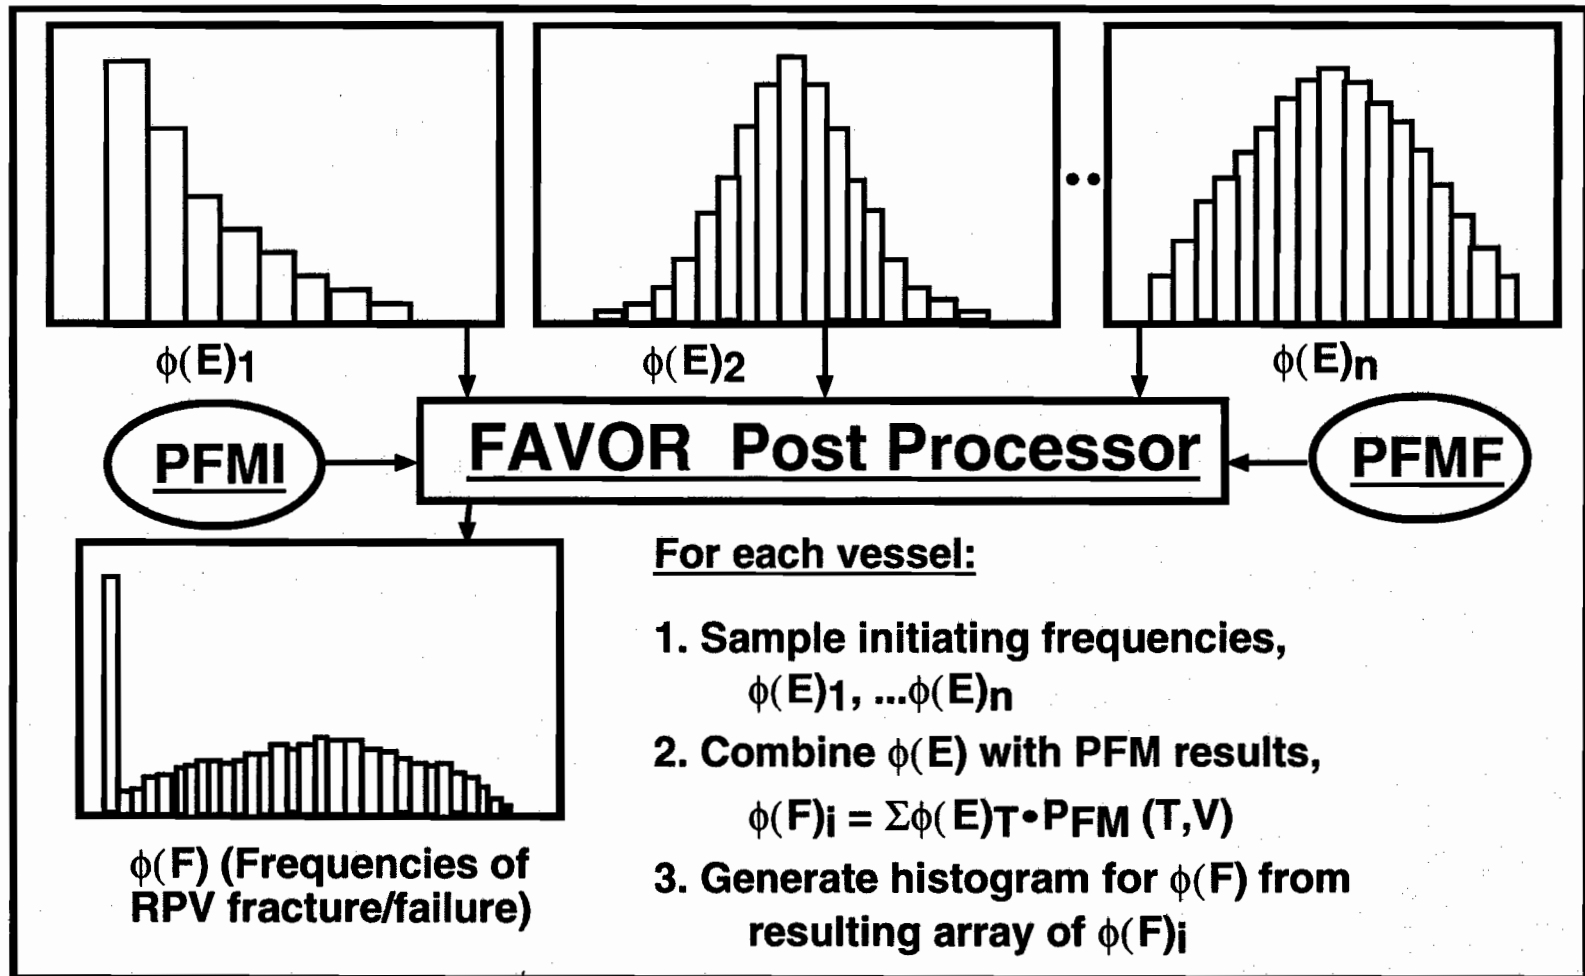 φ(E)1
φ(E)2
φ(E)n
PFMI
FAVOR Post Processor
PFMF
For each vessel:
1. Sample initiating frequencies,
φ(E)1, ...φ(E)n
2. Combine φ(E) with PFM results,
φ(F)i = Σφ(E)T•PFM (T,V)
3. Generate histogram for φ(F) from
resulting array of φ(F)i
φ(F) (Frequencies of
RPV fracture/failure)